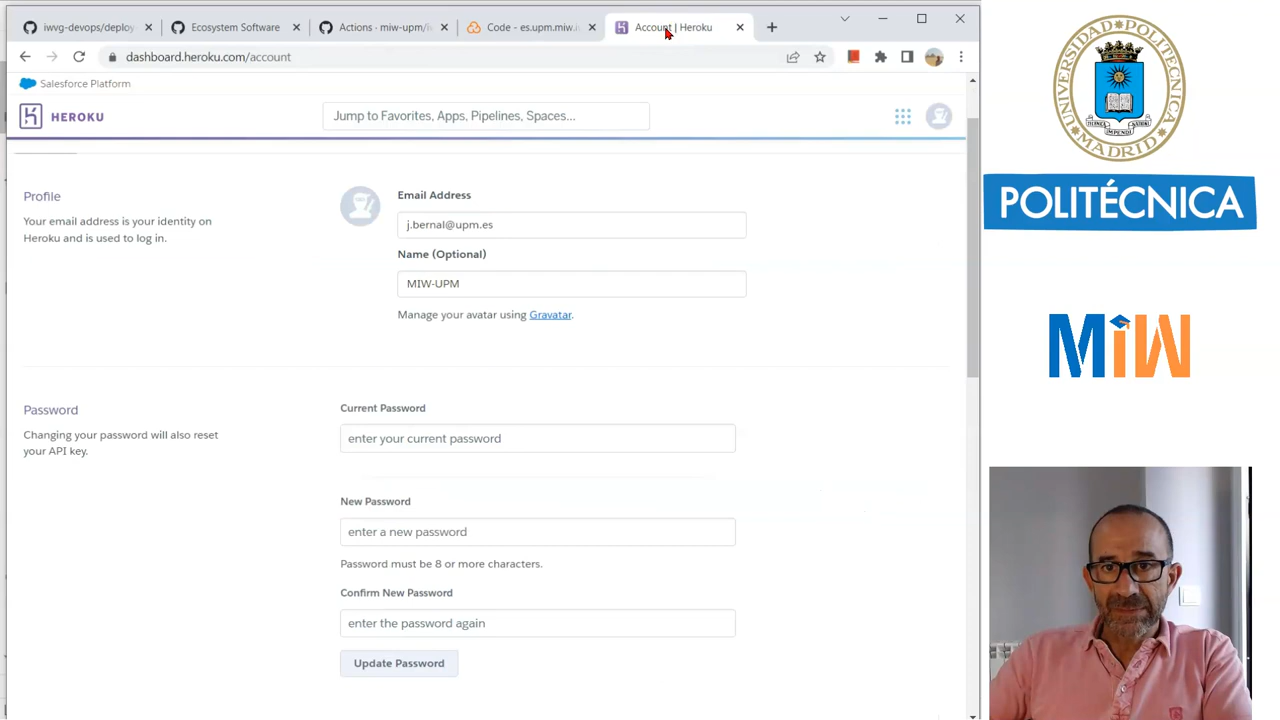 iwvg-devops/deploy.
Ecosystem Software
Actions · miw-upm/i
Code - es.upm.miw.i
Account | Heroku
dashboard.heroku.com/account
Salesforce Platform
HEROKU
Jump to Favorites, Apps, Pipelines, Spaces...
Profile
Your email address is your identity on
Heroku and is used to log in.
Email Address
j.bernal@upm.es
Name (Optional)
MIW-UPM
Manage your avatar using Gravatar.
Password
Changing your password will also reset
your API key.
Current Password
enter your current password
New Password
enter a new password
Password must be 8 or more characters.
Confirm New Password
enter the password again
Update Password
UNIVERSIDAD POLITÉCNICA
MADRID
POLITÉCNICA
MiW